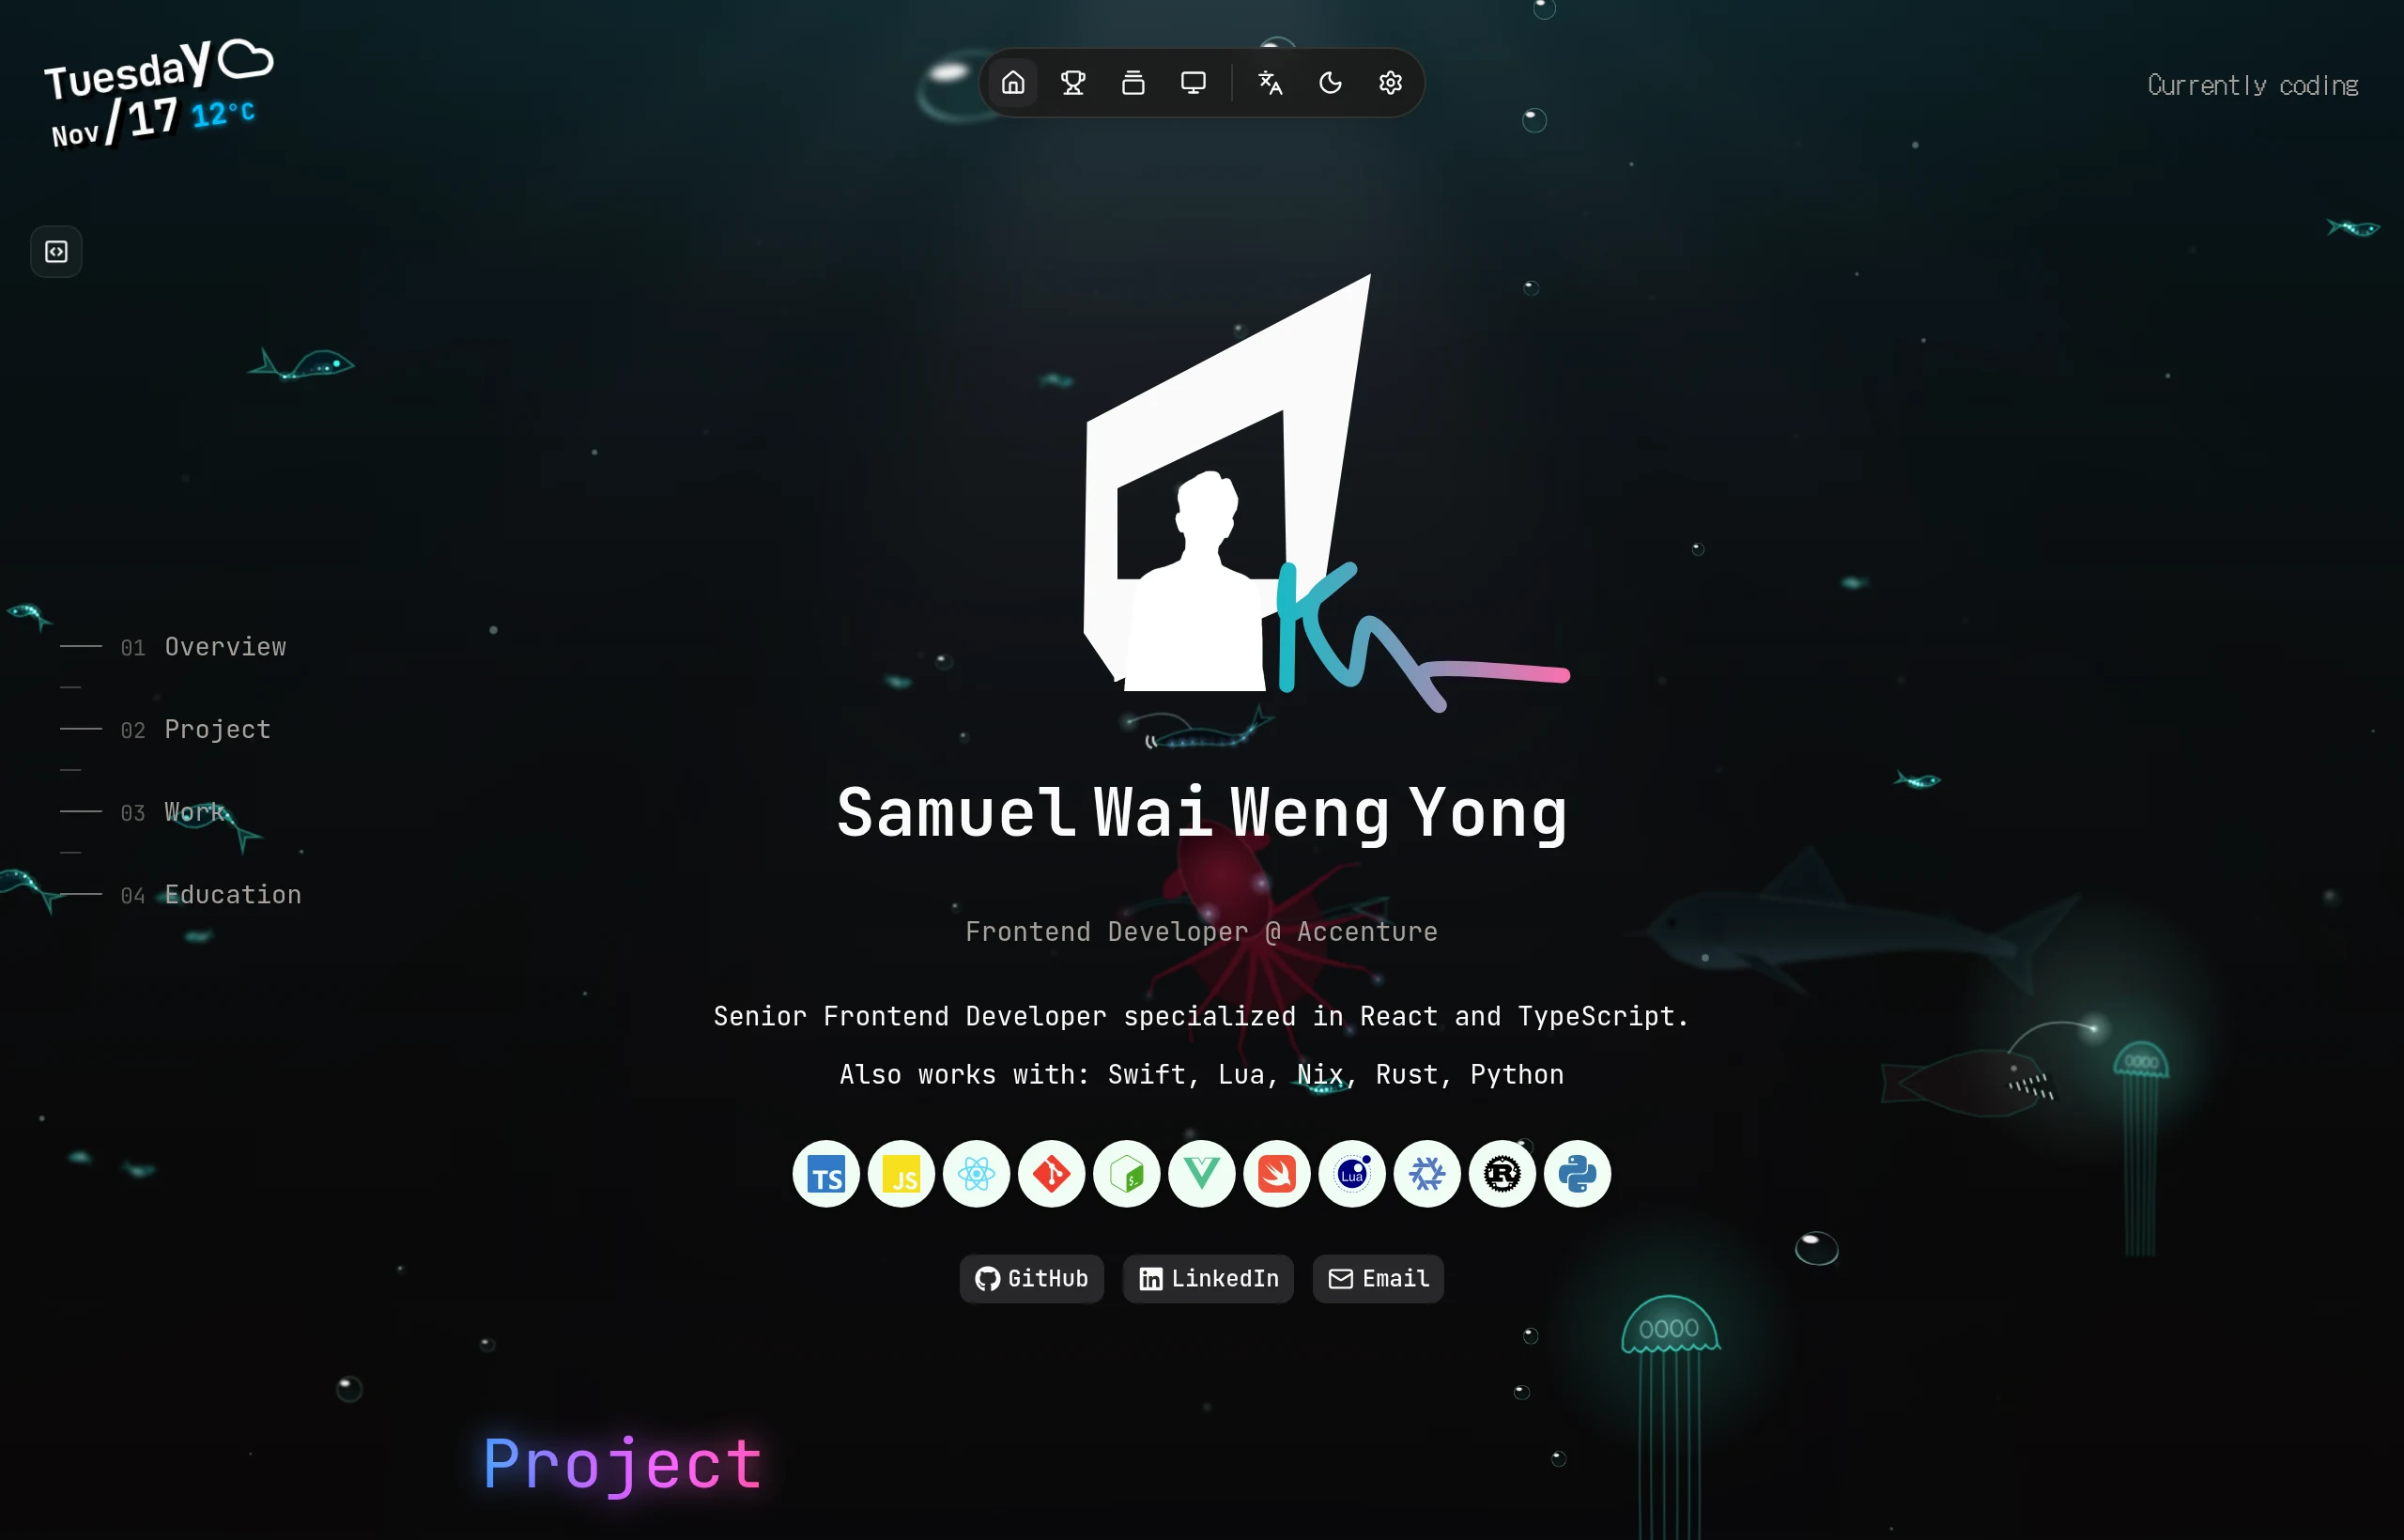 Tuesday
Nov/17 12°C
Currently coding
01 Overview
02 Project
03 Work
04 Education
Samuel Wai Weng Yong
Frontend Developer @ Accenture
Senior Frontend Developer specialized in React and TypeScript.
Also works with: Swift, Lua, Nix, Rust, Python
TS JS Lua R
GitHub LinkedIn Email
Project